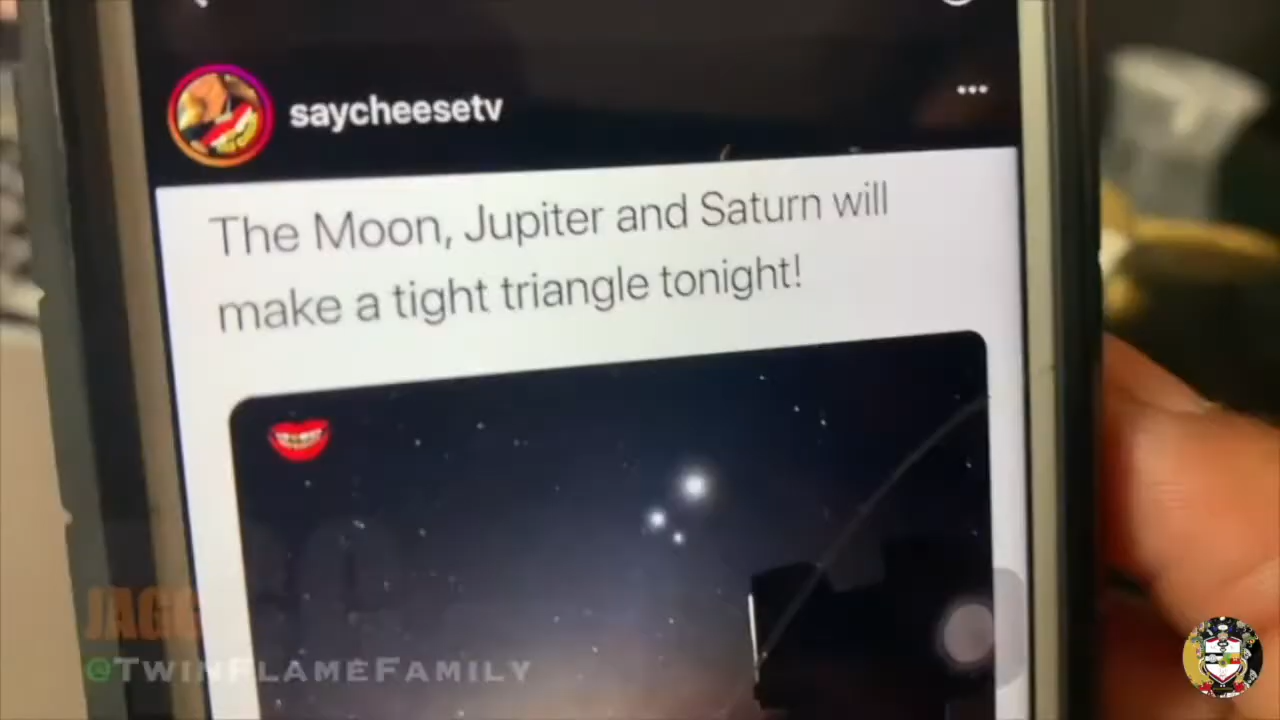 saycheesetv
The Moon, Jupiter and Saturn will
make a tight triangle tonight!
@TwinFlameFamily